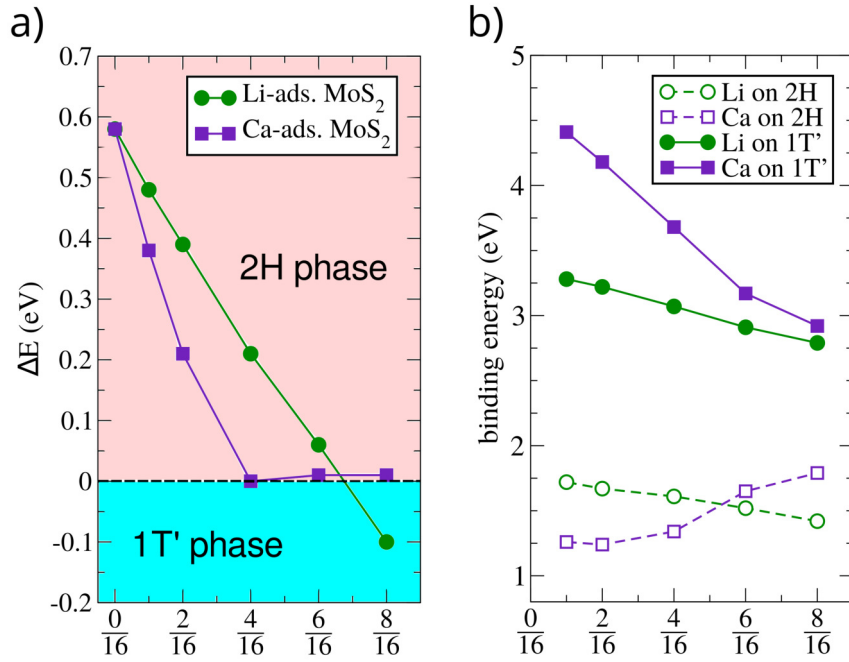 a)
0.7
0.6
0.5
0.4
0.3
0.2
0.1
0
-0.1
-0.2
ΔE (eV)
Li-ads. MoS₂
Ca-ads. MoS₂
2H phase
1T' phase
0/16
2/16
4/16
6/16
8/16
b)
5
4
3
2
1
binding energy (eV)
Li on 2H
Ca on 2H
Li on 1T’
Ca on 1T’
0/16
2/16
4/16
6/16
8/16